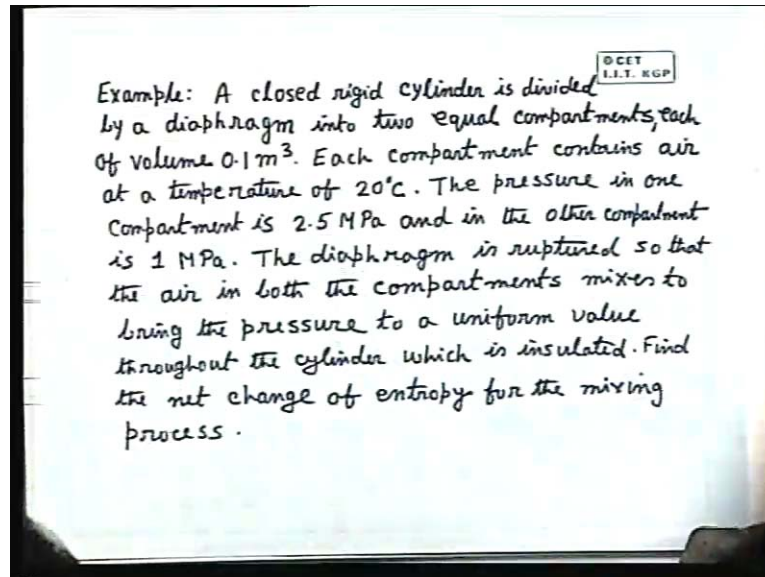 © CET
I.I.T. KGP
Example: A closed rigid cylinder is divided
by a diaphragm into two equal compartments, each
of volume 0.1 m³. Each compartment contains air
at a temperature of 20°C. The pressure in one
compartment is 2.5 MPa and in the other compartment
is 1 MPa. The diaphragm is ruptured so that
the air in both the compartments mixes to
bring the pressure to a uniform value
throughout the cylinder which is insulated. Find
the net change of entropy for the mixing
process.